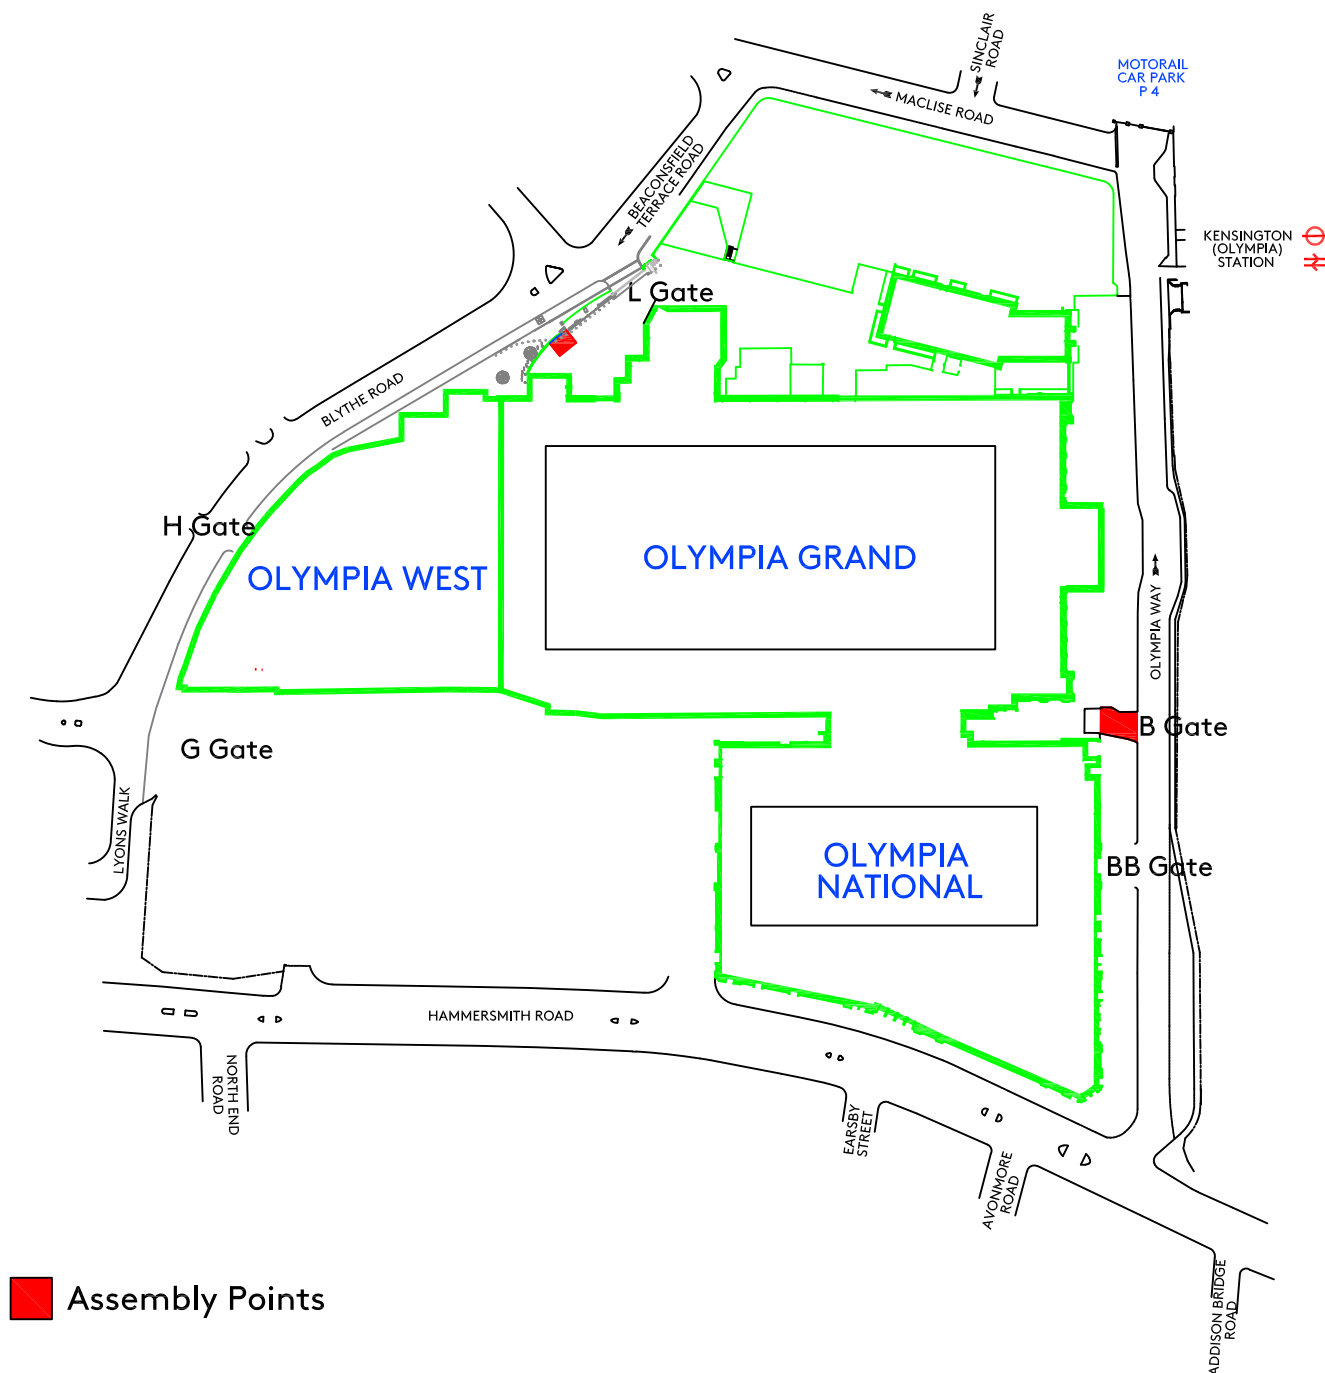 SINCLAIR
ROAD
MOTORAIL
CAR PARK
P 4
MACLISE ROAD
BEACONSFIELD
TERRACE ROAD
KENSINGTON
(OLYMPIA)
STATION
L Gate
BLYTHE ROAD
H Gate
OLYMPIA WEST
OLYMPIA GRAND
OLYMPIA WAY
B Gate
G Gate
LYONS WALK
OLYMPIA
NATIONAL
BB Gate
HAMMERSMITH ROAD
NORTH END
ROAD
EARSBY
STREET
AVONMORE
ROAD
ADDISON BRIDGE
ROAD
Assembly Points